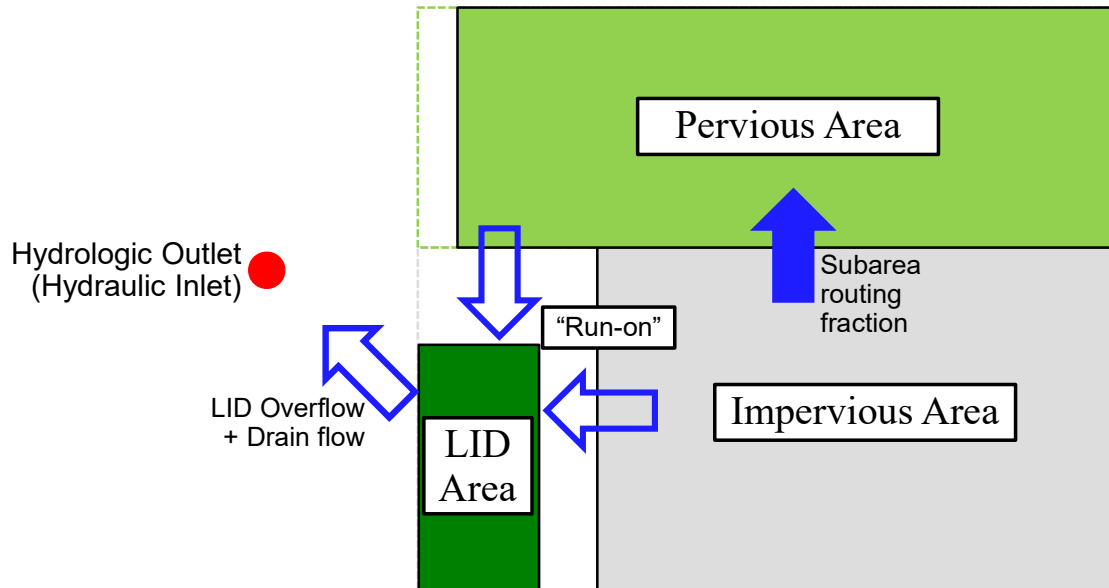 Pervious Area
Hydrologic Outlet
(Hydraulic Inlet)
Subarea
routing
fraction
“Run-on”
LID Overflow
+ Drain flow
LID
Area
Impervious Area